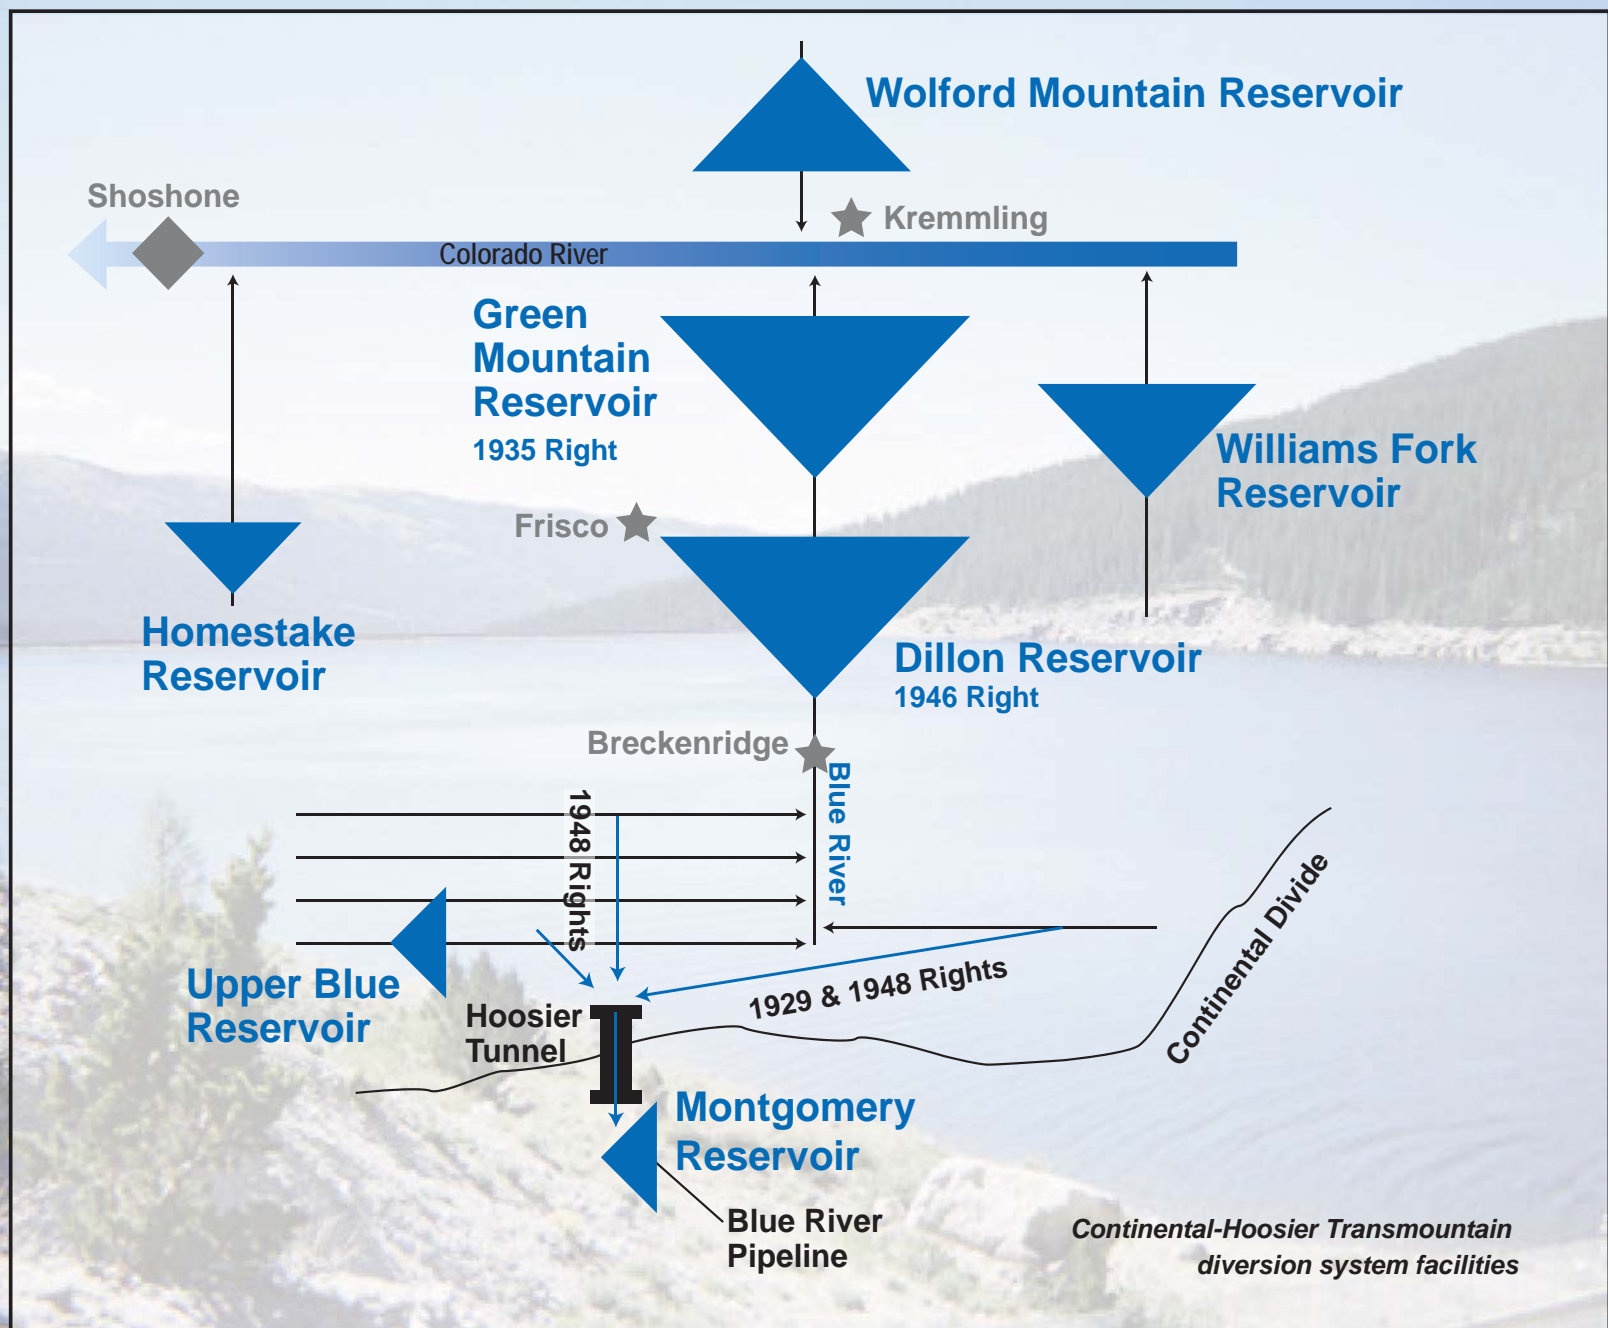 Wolford Mountain Reservoir
Shoshone
Kremmling
Colorado River
Green
Mountain
Reservoir
1935 Right
Williams Fork
Reservoir
Frisco
Homestake
Reservoir
Dillon Reservoir
1946 Right
Breckenridge
Blue River
1948 Rights
Continental Divide
Upper Blue
Reservoir
1929 & 1948 Rights
Hoosier
Tunnel
Montgomery
Reservoir
Blue River
Pipeline
Continental-Hoosier Transmountain
diversion system facilities